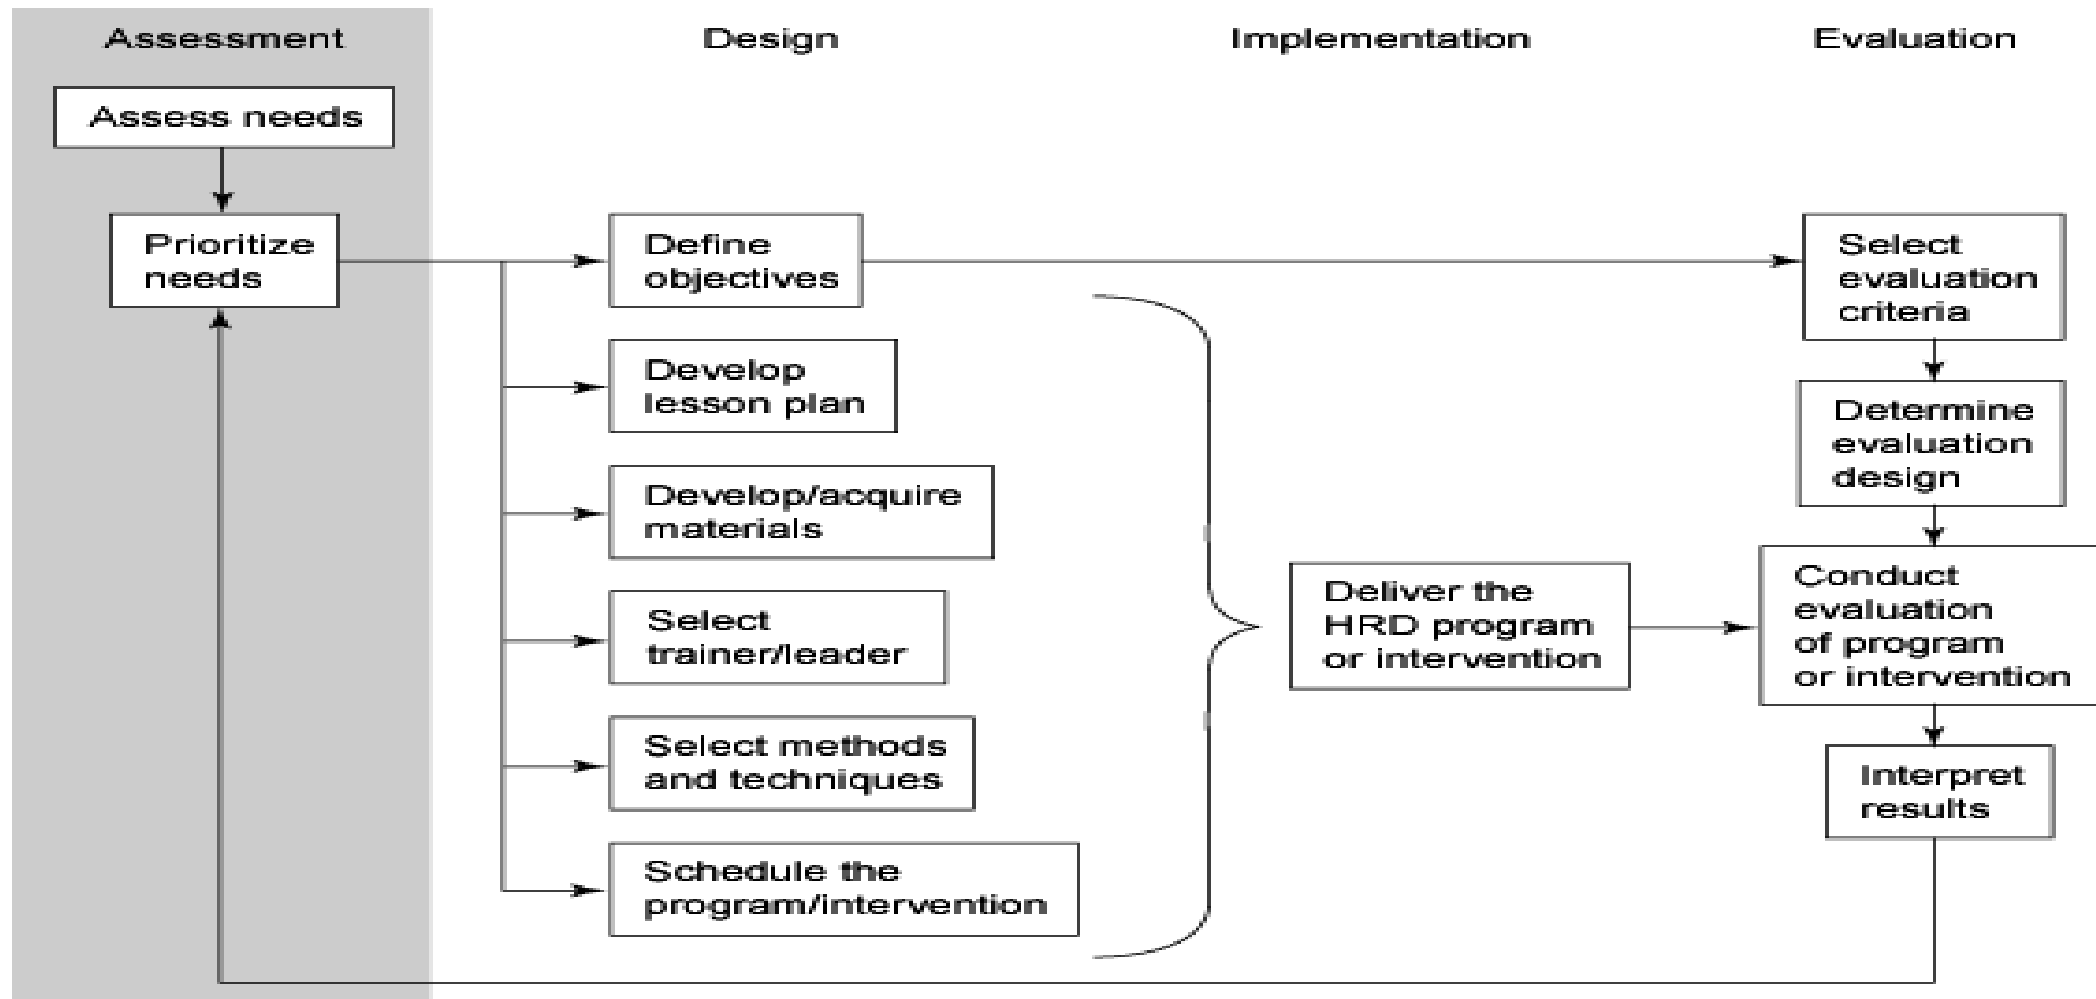 Assessment
Design
Implementation
Evaluation
Assess needs
Prioritize
needs
Define
objectives
Develop
lesson plan
Develop/acquire
materials
Select
trainer/leader
Select methods
and techniques
Schedule the
program/intervention
Deliver the
HRD program
or intervention
Select
evaluation
criteria
Determine
evaluation
design
Conduct
evaluation
of program
or intervention
Interpret
results